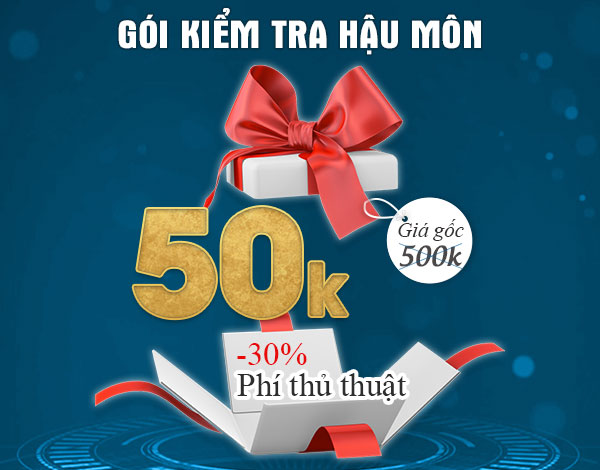 GÓI KIỂM TRA HẬU MÔN
50k
Giá gốc
500k
-30%
Phí thủ thuật